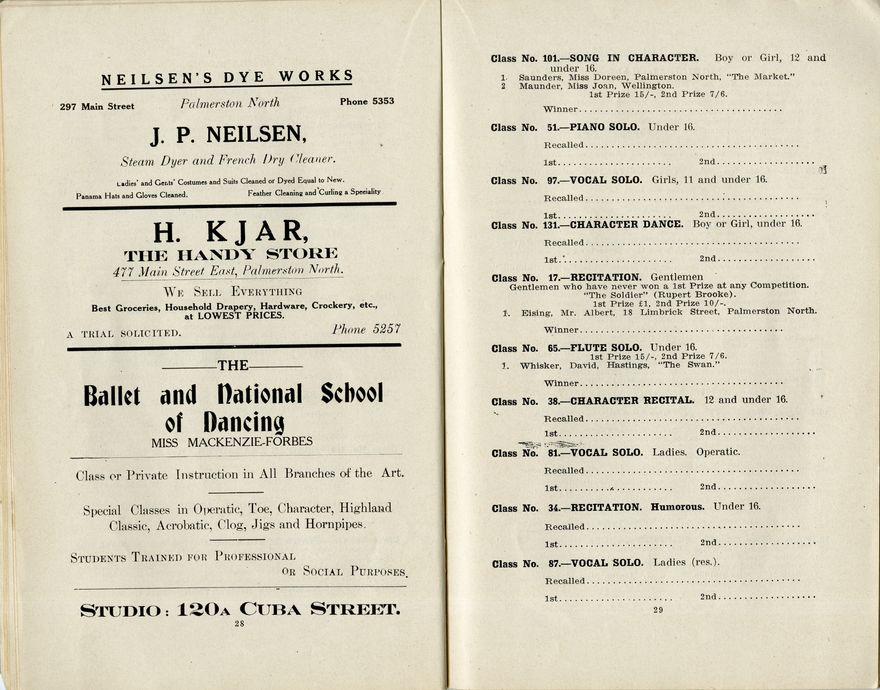 NEILSEN'S DYE WORKS
297 Main Street Palmerston North Phone 5353
J. P. NEILSEN,
Steam Dyer and French Dry Cleaner.
Ladies' and Gents' Costumes and Suits Cleaned or Dyed Equal to New.
Panama Hats and Gloves Cleaned. Feather Cleaning and Curling a Speciality
H. KJAR,
THE HANDY STORE
477 Main Street East, Palmerston North.
WE SELL EVERYTHING
Best Groceries, Household Drapery, Hardware, Crockery, etc.,
at LOWEST PRICES.
A TRIAL SOLICITED. Phone 5257
THE
Ballet and National School
of Dancing
MISS MACKENZIE-FORBES
Class or Private Instruction in All Branches of the Art.
Special Classes in Operatic, Toe, Character, Highland
Classic, Acrobatic, Clog, Jigs and Hornpipes.
STUDENTS TRAINED FOR PROFESSIONAL
OR SOCIAL PURPOSES.
STUDIO: 120A CUBA STREET.
28
Class No. 101.—SONG IN CHARACTER. Boy or Girl, 12 and
under 16.
1. Saunders, Miss Doreen, Palmerston North, "The Market."
2 Maunder, Miss Joan, Wellington.
1st Prize 15/-, 2nd Prize 7/6.
Winner........................................
Class No. 51.—PIANO SOLO. Under 16.
Recalled..........................................
1st....................... 2nd....................
Class No. 97.—VOCAL SOLO. Girls, 11 and under 16.
Recalled..........................................
1st....................... 2nd....................
Class No. 131.—CHARACTER DANCE. Boy or Girl, under 16.
Recalled..........................................
1st....................... 2nd....................
Class No. 17.—RECITATION. Gentlemen
Gentlemen who have never won a 1st Prize at any Competition.
"The Soldier" (Rupert Brooke).
1st Prize £1, 2nd Prize 10/-.
1. Eising, Mr. Albert, 18 Limbrick Street, Palmerston North.
Winner........................................
Class No. 65.—FLUTE SOLO. Under 16.
1st Prize 15/-, 2nd Prize 7/6.
1. Whisker, David, Hastings, "The Swan."
Winner........................................
Class No. 38.—CHARACTER RECITAL. 12 and under 16.
Recalled..........................................
1st....................... 2nd....................
Class No. 81.—VOCAL SOLO. Ladies. Operatic.
Recalled..........................................
1st....................... 2nd....................
Class No. 34.—RECITATION. Humorous. Under 16.
Recalled..........................................
1st....................... 2nd....................
Class No. 87.—VOCAL SOLO. Ladies (res.).
Recalled..........................................
1st....................... 2nd....................
29